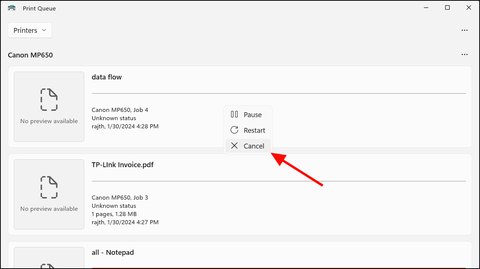 Print Queue
Printers
Canon MP650
data flow
No preview available
Canon MP650, Job 4
Unknown status
rajth, 1/30/2024 4:28 PM
Pause
Restart
Cancel
TP-LInk Invoice.pdf
No preview available
Canon MP650, Job 3
Unknown status
1 pages, 1.28 MB
rajth, 1/30/2024 4:27 PM
all - Notepad